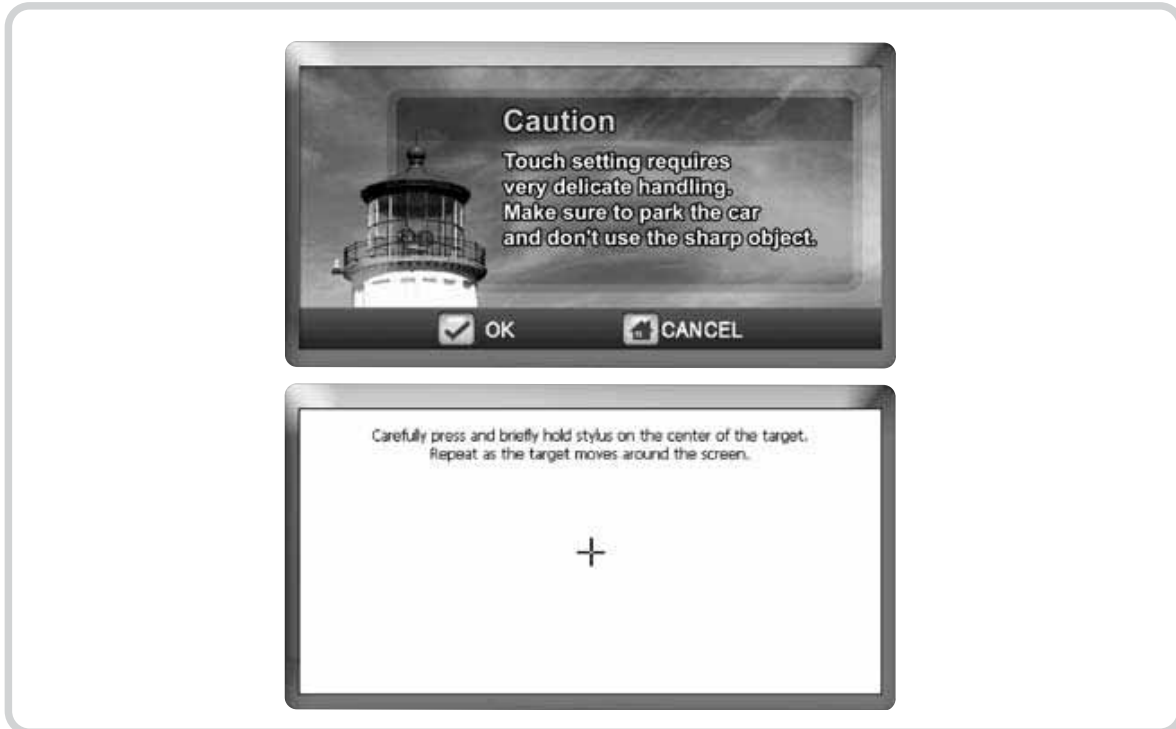 Caution
Touch setting requires
very delicate handling.
Make sure to park the car
and don't use the sharp object.
OK CANCEL
Carefully press and briefly hold stylus on the center of the target.
Repeat as the target moves around the screen.